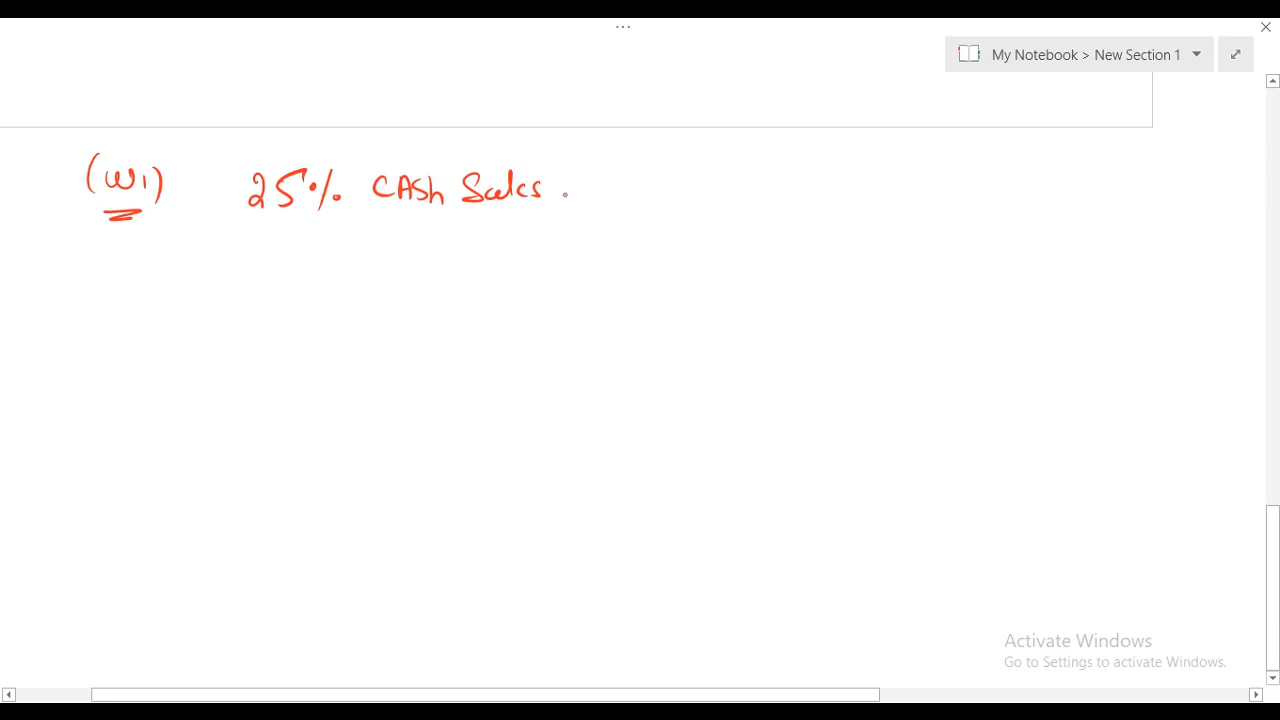 ...
My Notebook > New Section 1
(W1) 25% CASh Sales
Activate Windows
Go to Settings to activate Windows.